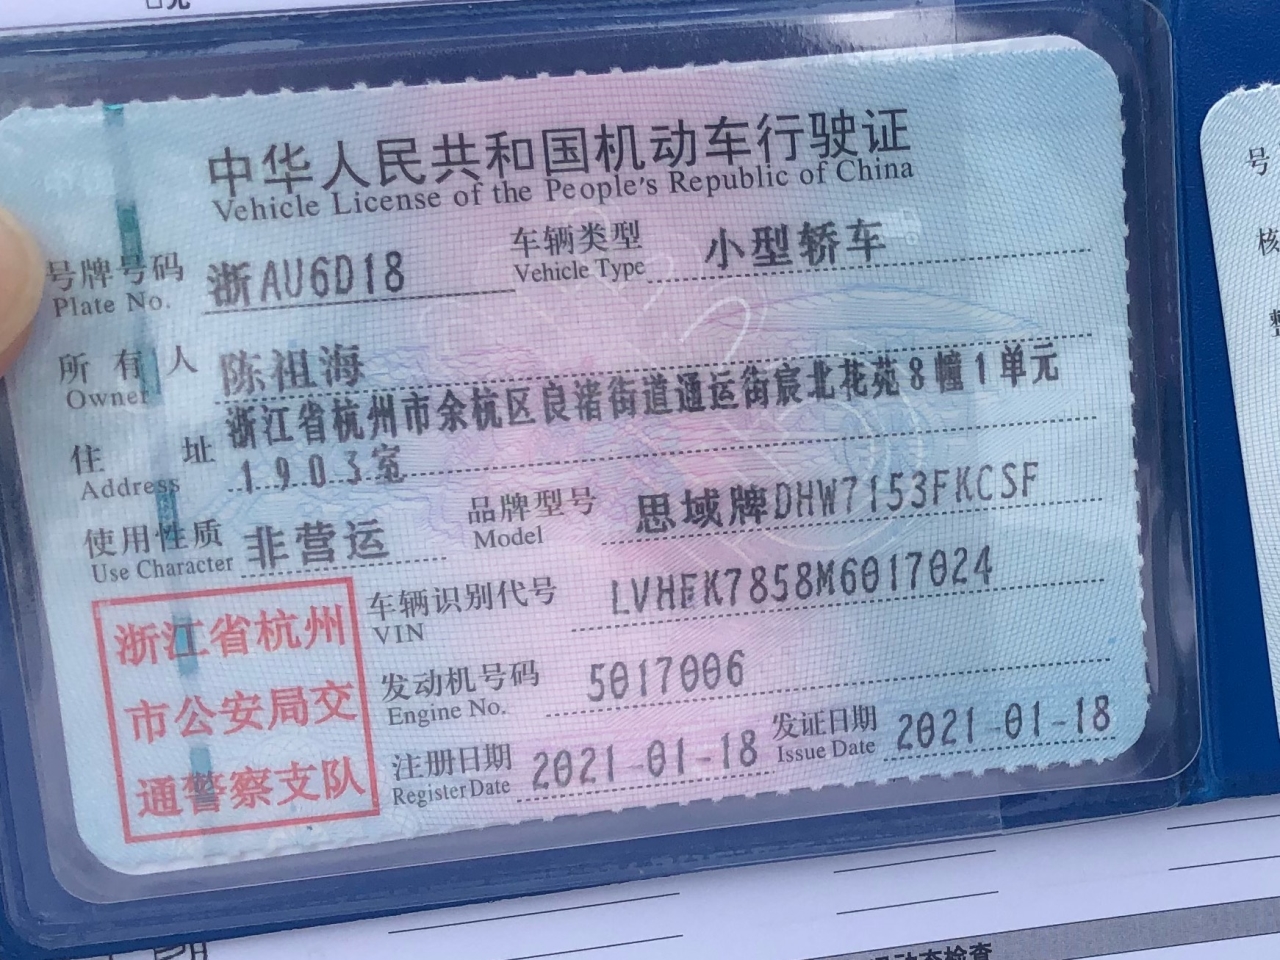 中华人民共和国机动车行驶证
Vehicle License of the People's Republic of China
号牌号码 浙AU6D18 车辆类型 小型轿车
Plate No. Vehicle Type
所有人 陈祖海
Owner
住址 浙江省杭州市余杭区良渚街道通运街宸北花苑8幢1单元
Address 1903室
使用性质 非营运 品牌型号 思域牌DHW7153FKCSF
Use Character Model
浙江省杭州
市公安局交
通警察支队
车辆识别代号 LVHFK7858M6017024
VIN
发动机号码 5017006
Engine No.
注册日期 2021-01-18 发证日期 2021-01-18
Register Date Issue Date
号
核
动态检查